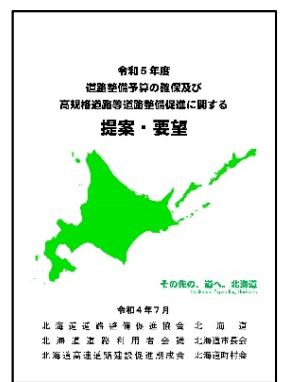 令和5年度
道路整備予算の確保及び
高規格道路等道路整備促進に関する
提案・要望
その先の、道へ。北海道
Hokkaido. Expanding Horizons.
令和4年7月
北海道道路整備促進協会 北海道
北海道道路利用者会議 北海道市長会
北海道高速道路建設促進期成会 北海道町村会